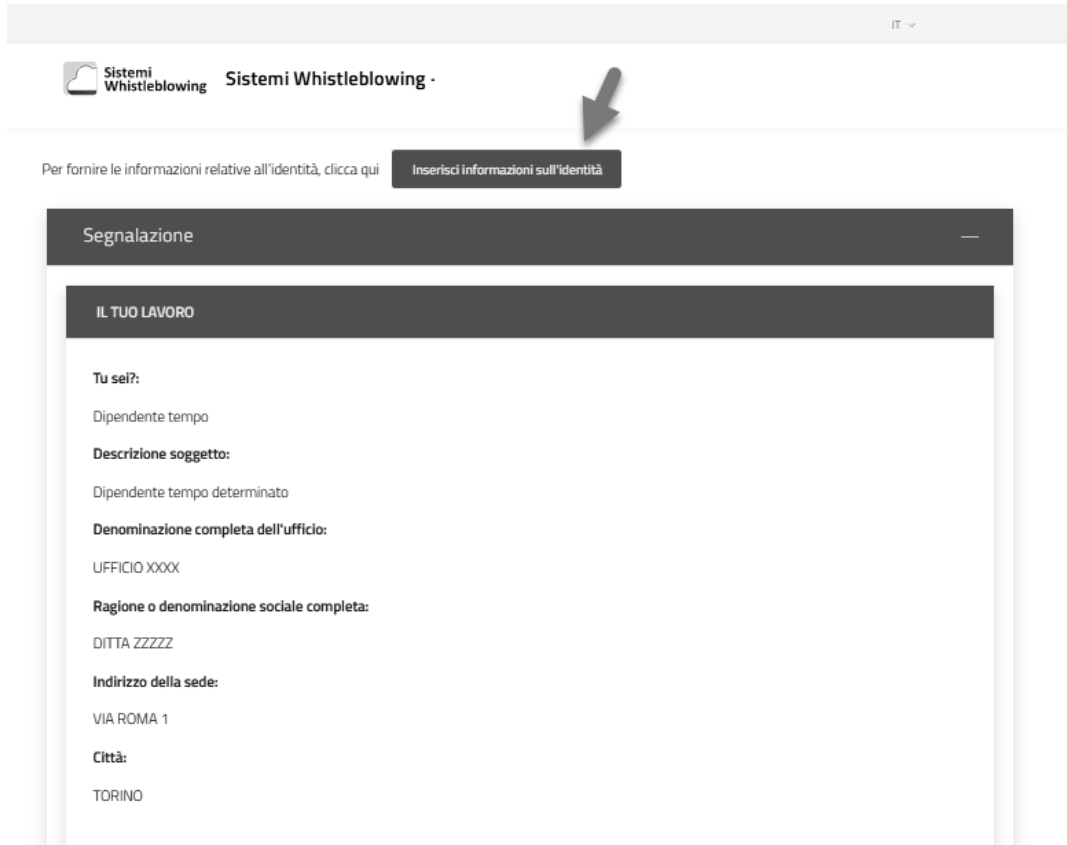 IT
Sistemi
Whistleblowing
Sistemi Whistleblowing ·
Per fornire le informazioni relative all'identità, clicca qui
Inserisci informazioni sull'identità
Segnalazione
IL TUO LAVORO
Tu sei?:
Dipendente tempo
Descrizione soggetto:
Dipendente tempo determinato
Denominazione completa dell'ufficio:
UFFICIO XXXX
Ragione o denominazione sociale completa:
DITTA ZZZZZ
Indirizzo della sede:
VIA ROMA 1
Città:
TORINO